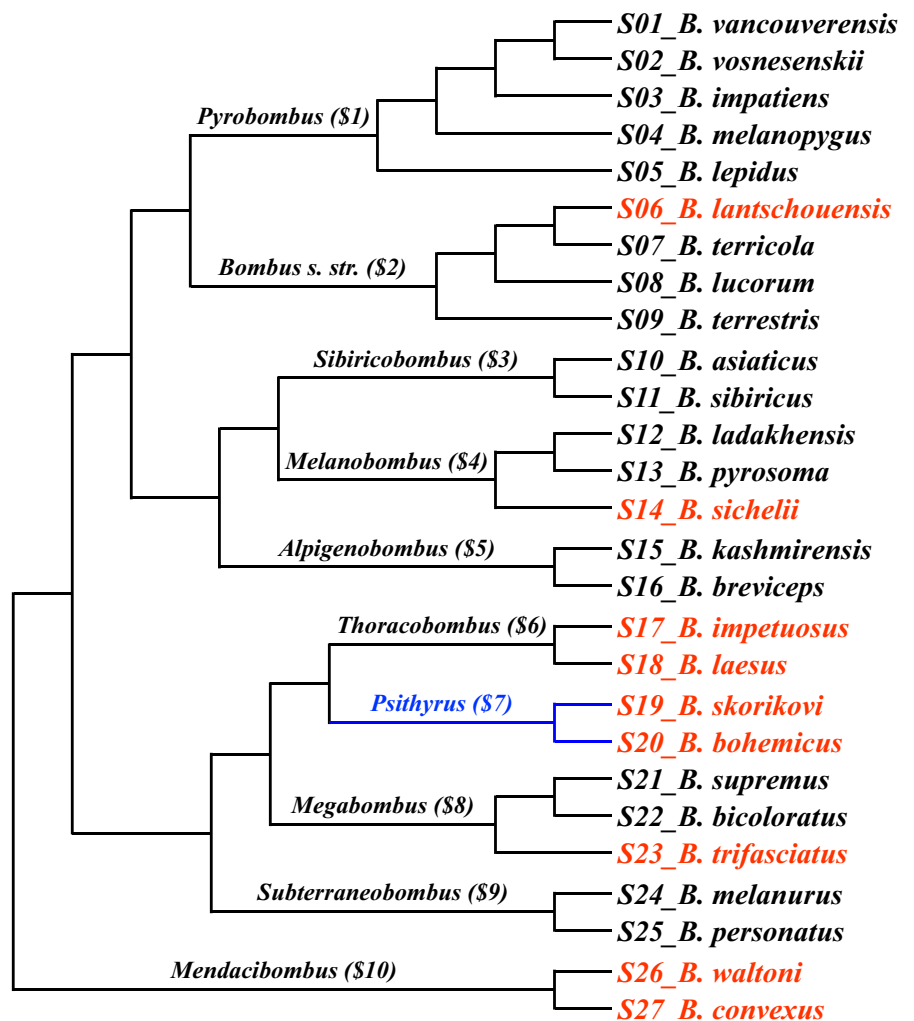 S01_B. vancouverensis
S02_B. vosnesenskii
S03_B. impatiens
Pyrobombus ($1)
S04_B. melanopygus
S05_B. lepidus
S06_B. lantschouensis
S07_B. terricola
Bombus s. str. ($2)
S08_B. lucorum
S09_B. terrestris
Sibiricobombus ($3)
S10_B. asiaticus
S11_B. sibiricus
S12_B. ladakhensis
Melanobombus ($4)
S13_B. pyrosoma
S14_B. sichelii
Alpigenobombus ($5)
S15_B. kashmirensis
S16_B. breviceps
Thoracobombus ($6)
S17_B. impetuosus
S18_B. laesus
Psithyrus ($7)
S19_B. skorikovi
S20_B. bohemicus
S21_B. supremus
Megabombus ($8)
S22_B. bicoloratus
S23_B. trifasciatus
Subterraneobombus ($9)
S24_B. melanurus
S25_B. personatus
Mendacibombus ($10)
S26_B. waltoni
S27_B. convexus